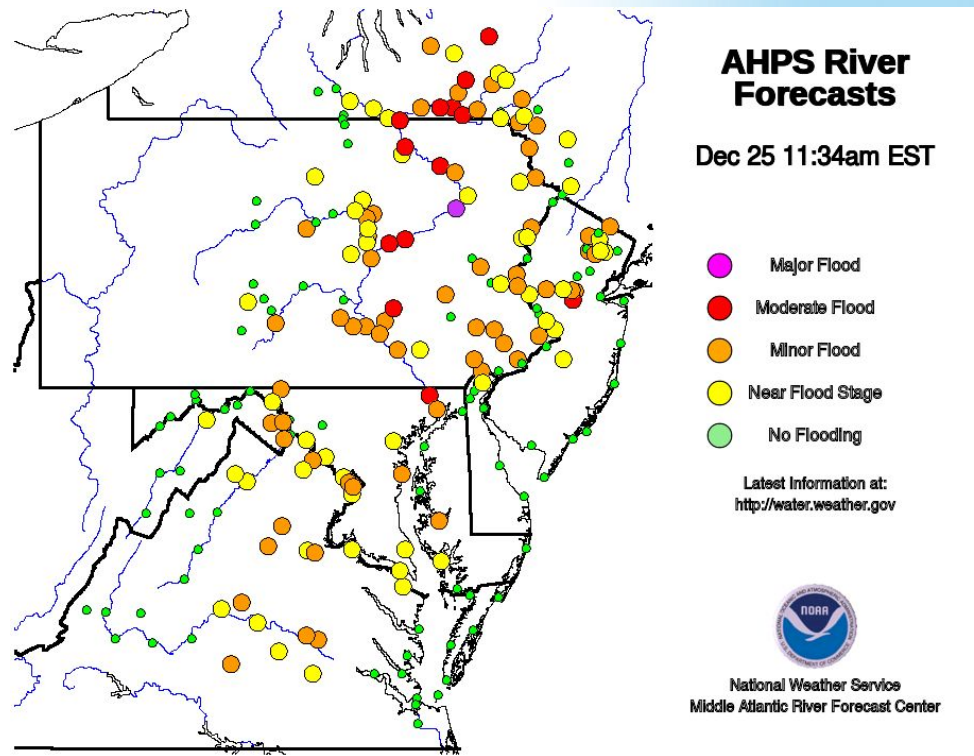 AHPS River
Forecasts
Dec 25 11:34am EST
Major Flood
Moderate Flood
Minor Flood
Near Flood Stage
No Flooding
Latest Information at:
http://water.weather.gov
NOAA
National Weather Service
Middle Atlantic River Forecast Center